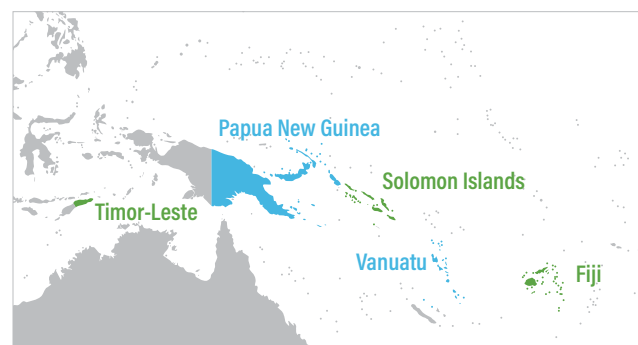 Papua New Guinea
Solomon Islands
Timor-Leste
Vanuatu
Fiji